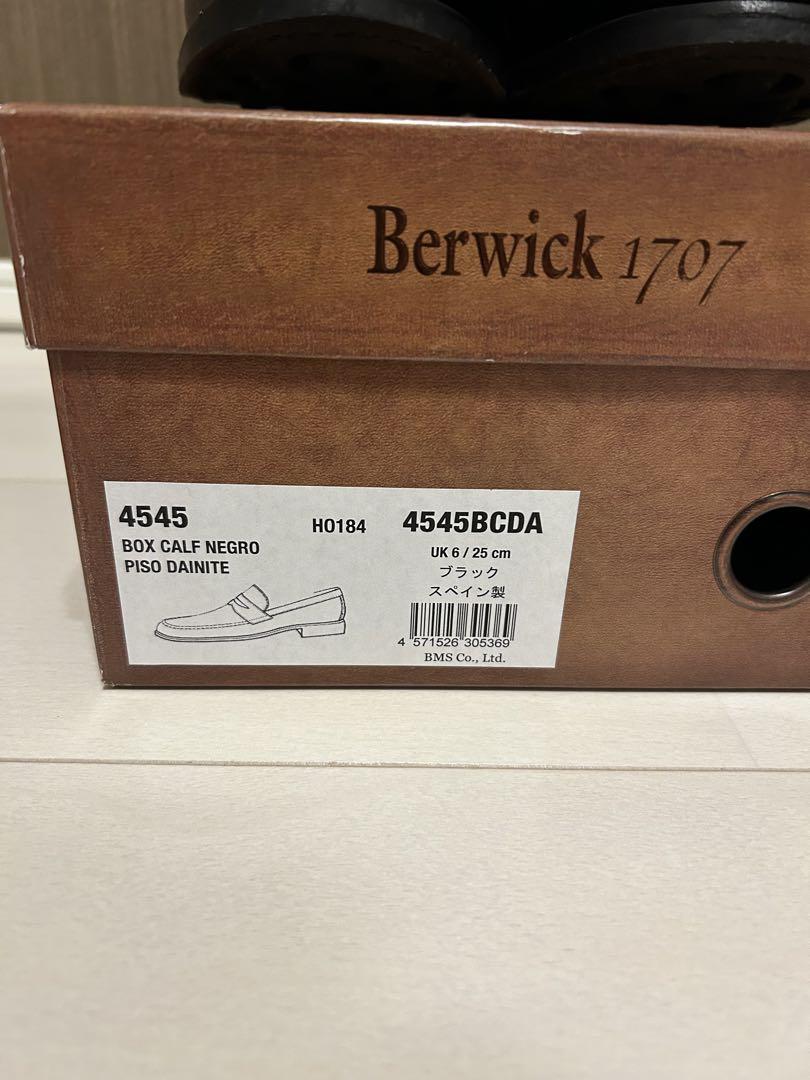 Berwick 1707
4545
H0184
4545BCDA
BOX CALF NEGRO
PISO DAINITE
UK 6 / 25 cm
ブラック
スペイン製
4 571526 305369
BMS Co., Ltd.